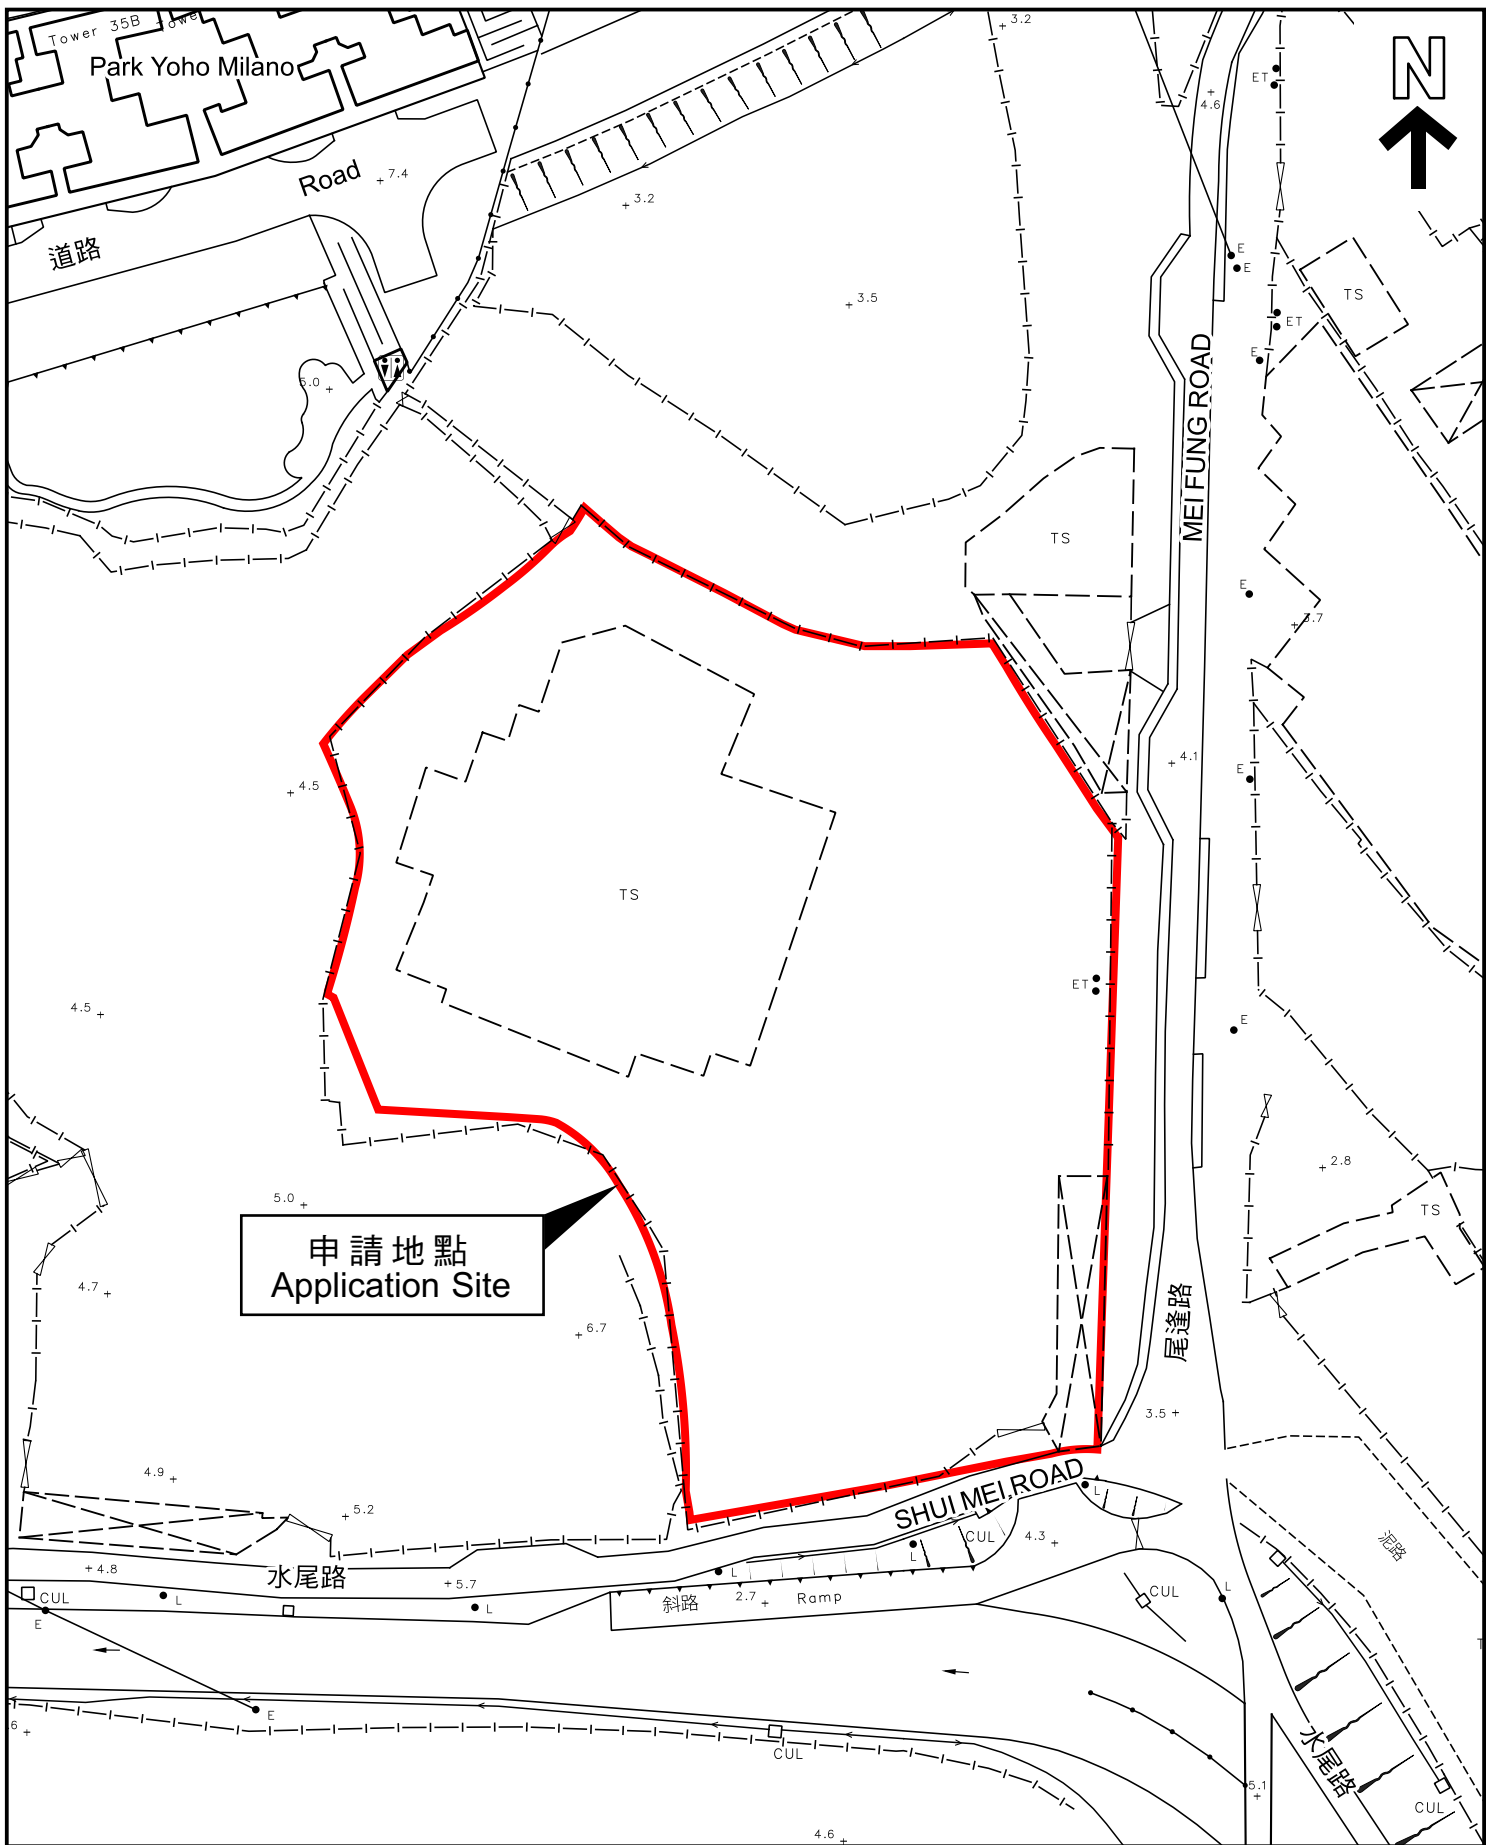 Tower 35B Tower
Park Yoho Milano
N
3.2
4.6
ET
Road
7.4
3.2
道路
E
E
TS
3.5
ET
MEI FUNG ROAD
E
5.0
TS
E
3.7
4.1
E
4.5
TS
ET
4.5
E
2.8
5.0
TS
申請地點
Application Site
4.7
6.7
尾逢路
3.5
4.9
SHUI MEI ROAD
L
5.2
CUL
4.3
泥路
4.8
水尾路
5.7
L
L
CUL
L
CUL
L
L
斜路
2.7
Ramp
E
E
水尾路
CUL
5.1
CUL
4.6